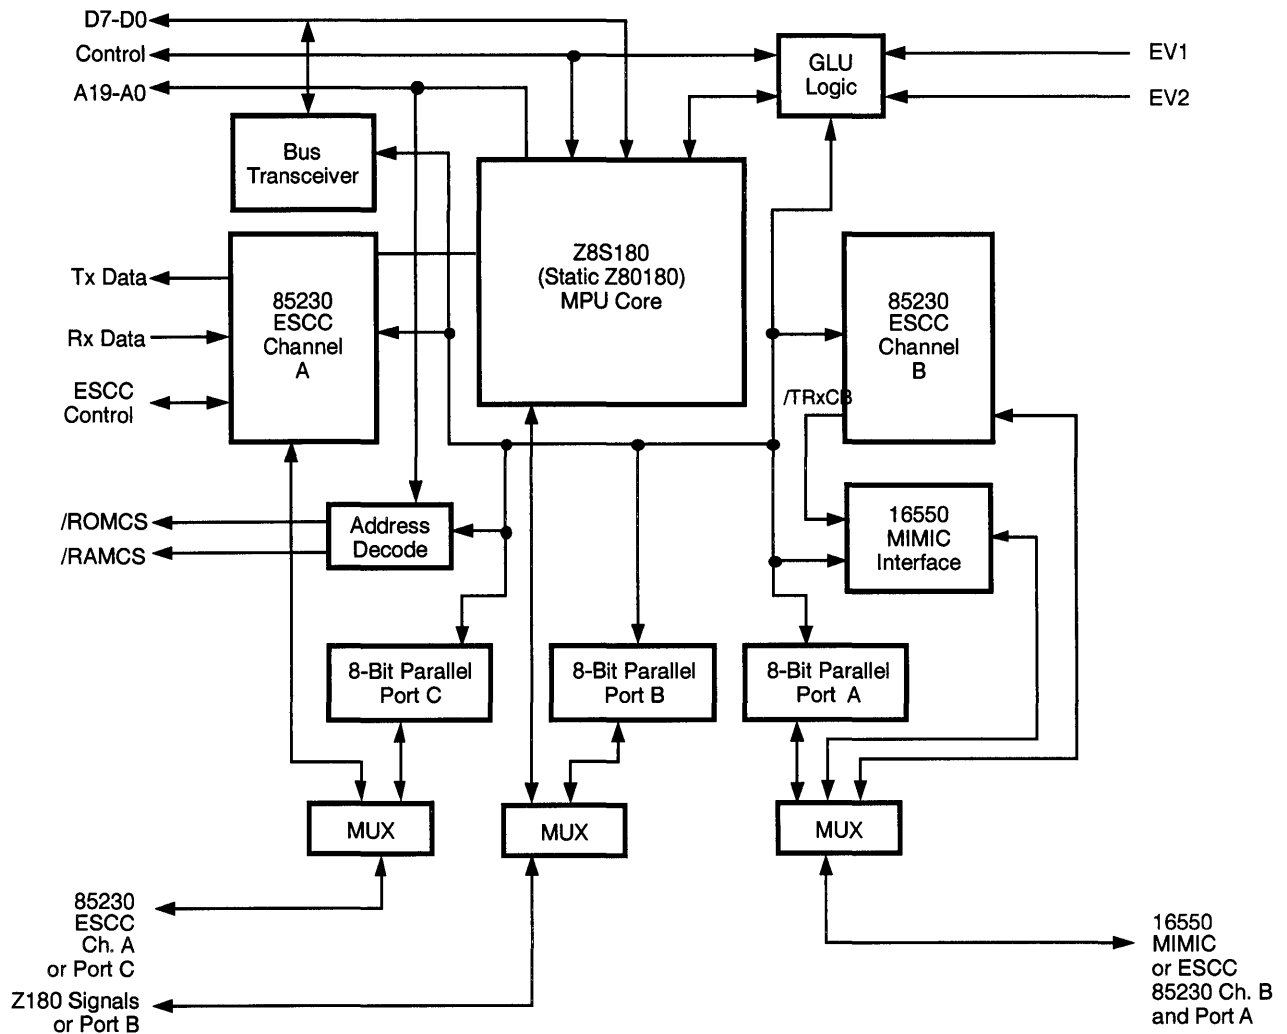 D7-D0
Control
A19-A0
GLU
Logic
EV1
EV2
Bus
Transceiver
Z8S180
(Static Z80180)
MPU Core
Tx Data
Rx Data
ESCC
Control
85230
ESCC
Channel
A
85230
ESCC
Channel
B
/TRxCB
/ROMCS
/RAMCS
Address
Decode
16550
MIMIC
Interface
8-Bit Parallel
Port C
8-Bit Parallel
Port B
8-Bit Parallel
Port A
MUX
MUX
MUX
85230
ESCC
Ch. A
or Port C
Z180 Signals
or Port B
16550
MIMIC
or ESCC
85230 Ch. B
and Port A